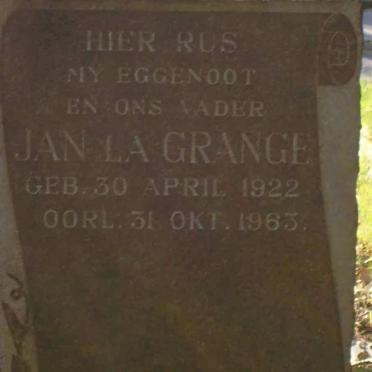 HIER RUS
MY EGGENOOT
EN ONS VADER
JAN LA GRANGE
GEB. 30 APRIL 1922
OORL. 31 OKT. 1963.